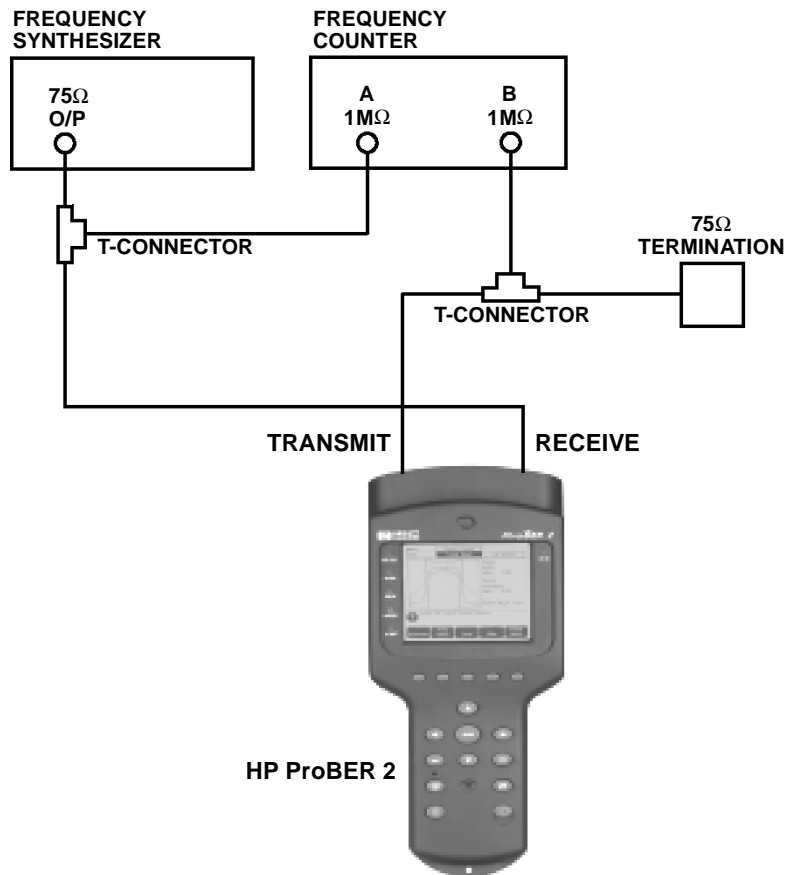 FREQUENCY
SYNTHESIZER
FREQUENCY
COUNTER
75Ω
O/P
A
1MΩ
B
1MΩ
T-CONNECTOR
75Ω
TERMINATION
T-CONNECTOR
TRANSMIT
RECEIVE
HP ProBER 2